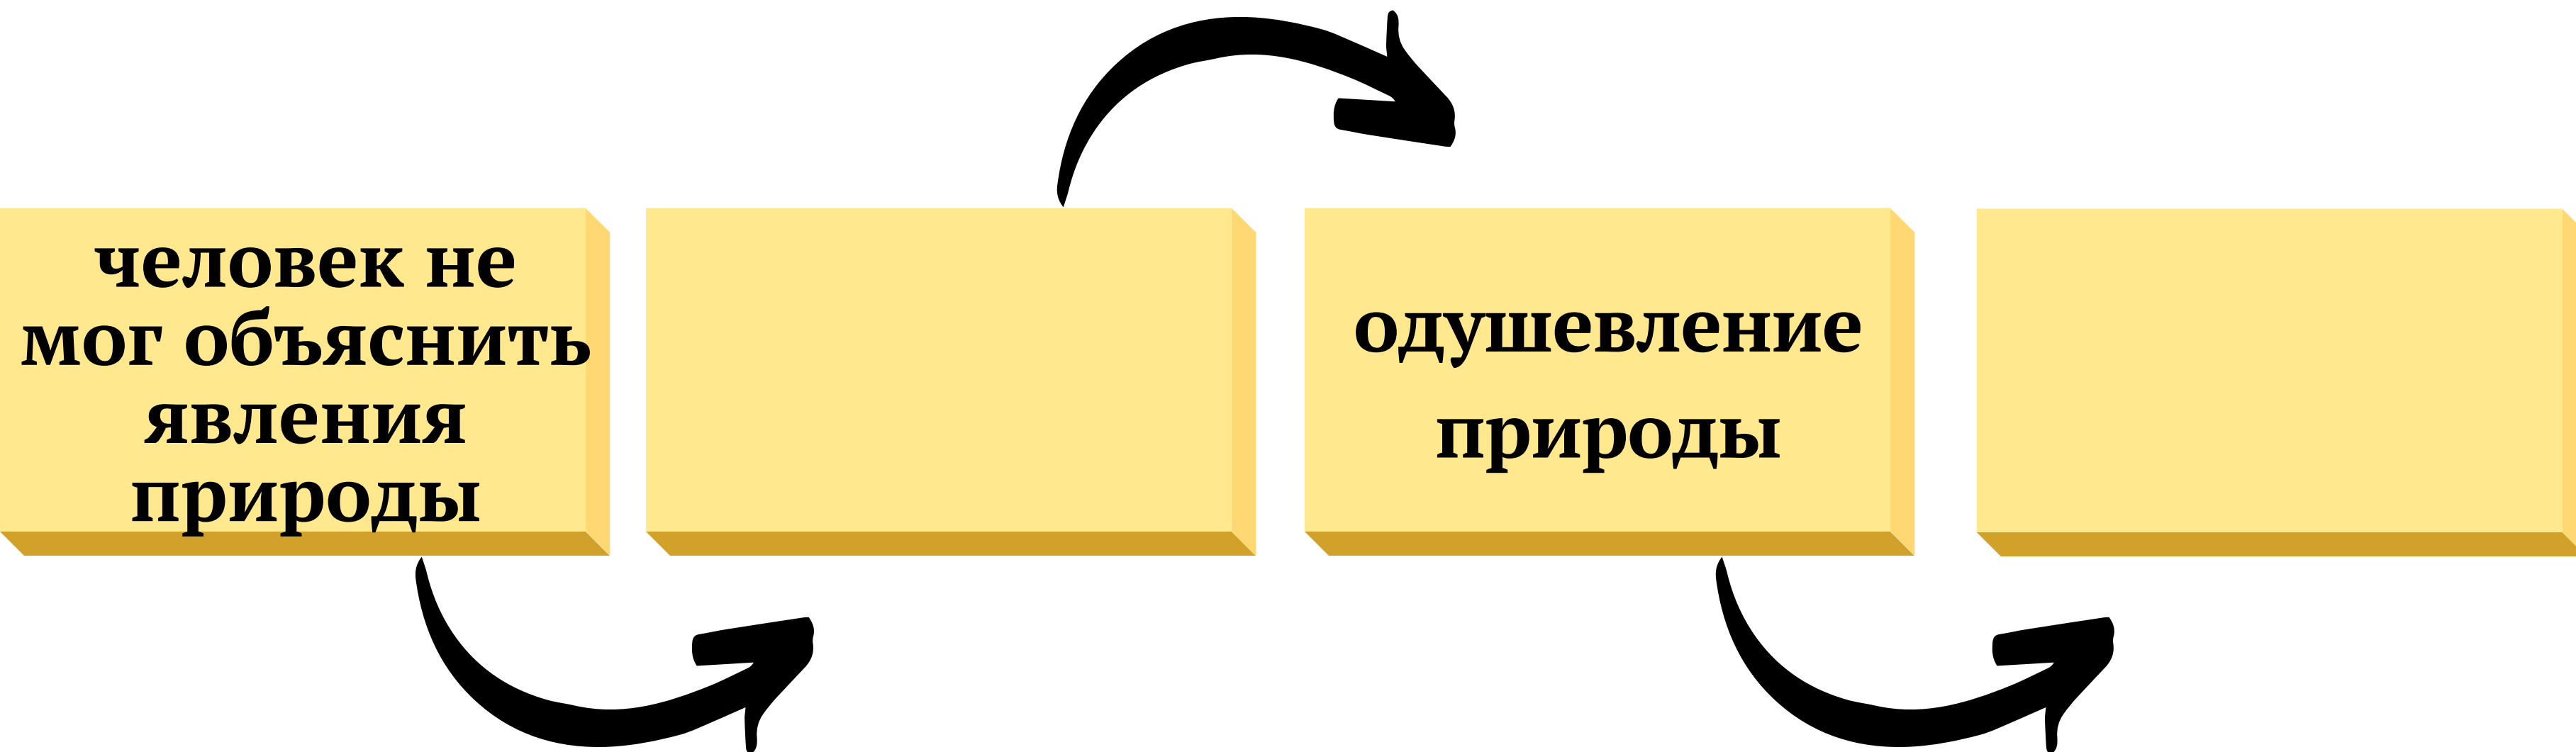 человек не
мог объяснить
явления
природы
одушевление
природы